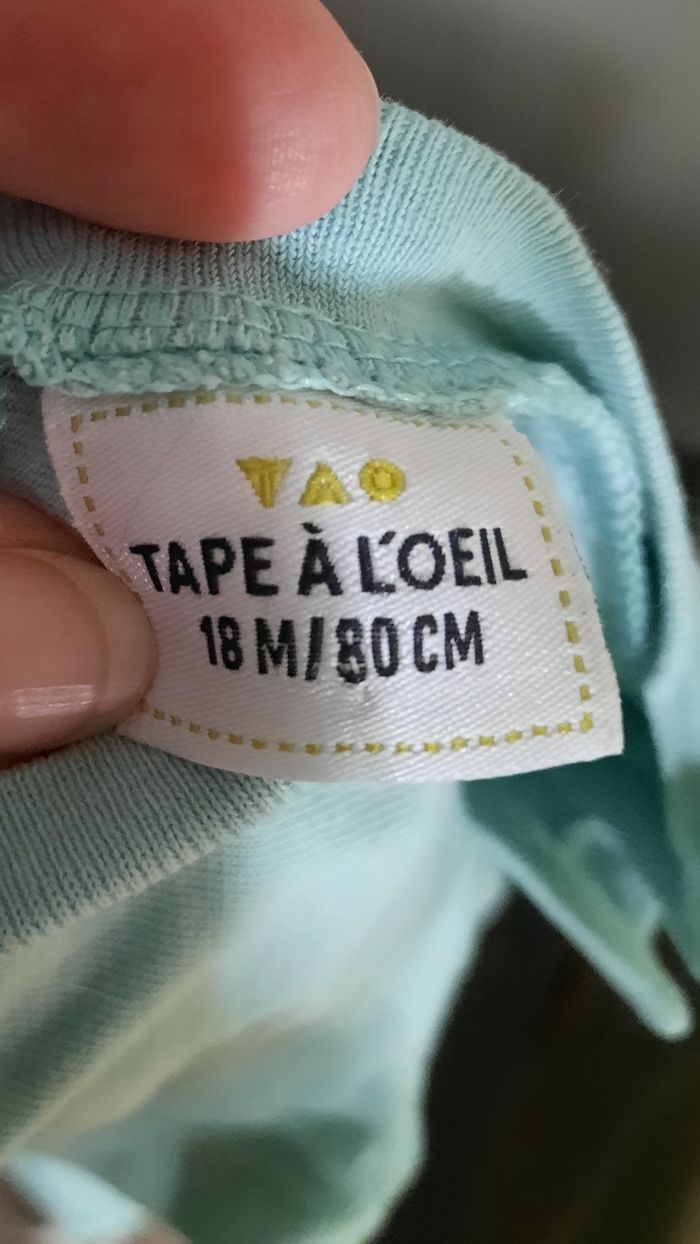 TAO
TAPE À L'OEIL
18 M/80 CM